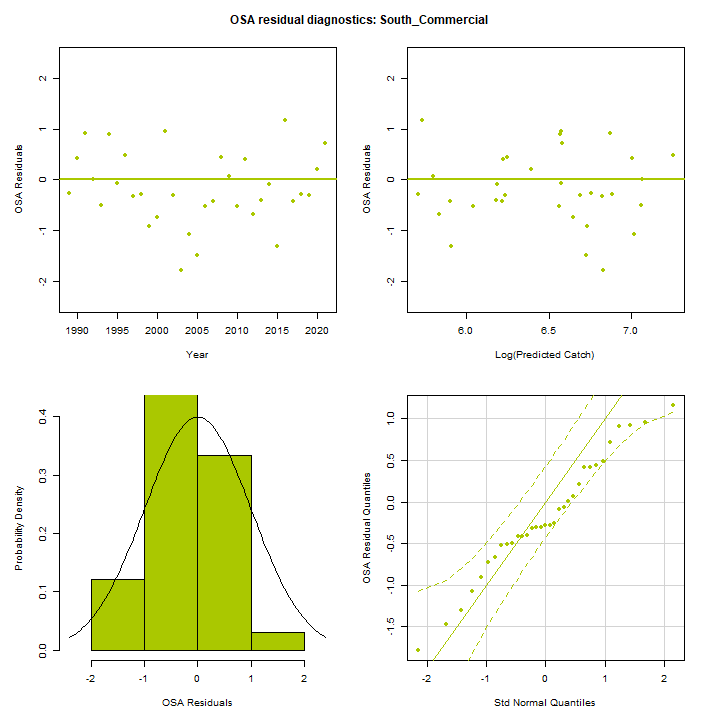 OSA residual diagnostics: South_Commercial
OSA Residuals
2
1
0
-1
-2
1990 1995 2000 2005 2010 2015 2020
Year
OSA Residuals
2
1
0
-1
-2
6.0 6.5 7.0
Log(Predicted Catch)
Probability Density
0.4
0.3
0.2
0.1
0.0
-2 -1 0 1 2
OSA Residuals
OSA Residual Quantiles
1.0
0.5
0.0
-0.5
-1.0
-1.5
-2 -1 0 1 2
Std Normal Quantiles